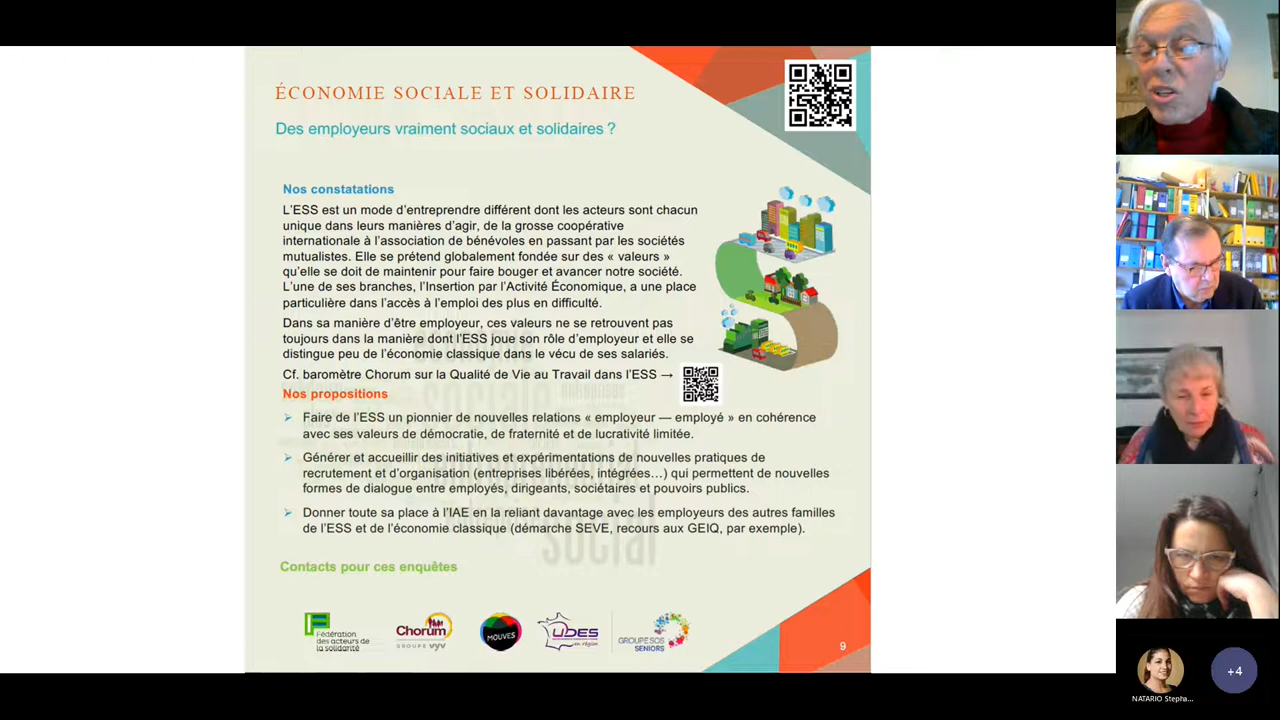 ÉCONOMIE SOCIALE ET SOLIDAIRE
Des employeurs vraiment sociaux et solidaires ?
Nos constatations
L’ESS est un mode d’entreprendre différent dont les acteurs sont chacun
unique dans leurs manières d’agir, de la grosse coopérative
internationale à l’association de bénévoles en passant par les sociétés
mutualistes. Elle se prétend globalement fondée sur des « valeurs »
qu’elle se doit de maintenir pour faire bouger et avancer notre société.
L’une de ses branches, l’Insertion par l’Activité Économique, a une place
particulière dans l’accès à l’emploi des plus en difficulté.
Dans sa manière d’être employeur, ces valeurs ne se retrouvent pas
toujours dans la manière dont l’ESS joue son rôle d’employeur et elle se
distingue peu de l’économie classique dans le vécu de ses salariés.
Cf. baromètre Chorum sur la Qualité de Vie au Travail dans l’ESS →
Nos propositions
➢ Faire de l’ESS un pionnier de nouvelles relations « employeur — employé » en cohérence
avec ses valeurs de démocratie, de fraternité et de lucrativité limitée.
➢ Générer et accueillir des initiatives et expérimentations de nouvelles pratiques de
recrutement et d’organisation (entreprises libérées, intégrées…) qui permettent de nouvelles
formes de dialogue entre employés, dirigeants, sociétaires et pouvoirs publics.
➢ Donner toute sa place à l’IAE en la reliant davantage avec les employeurs des autres familles
de l’ESS et de l’économie classique (démarche SEVE, recours aux GEIQ, par exemple).
social
Contacts pour ces enquêtes
Fédération
des acteurs de
la solidarité
Chorum
GROUPE vyv
MOUVES
UDES
en région
GROUPE SOS
SENIORS
9
NATARIO Stepha...
+4